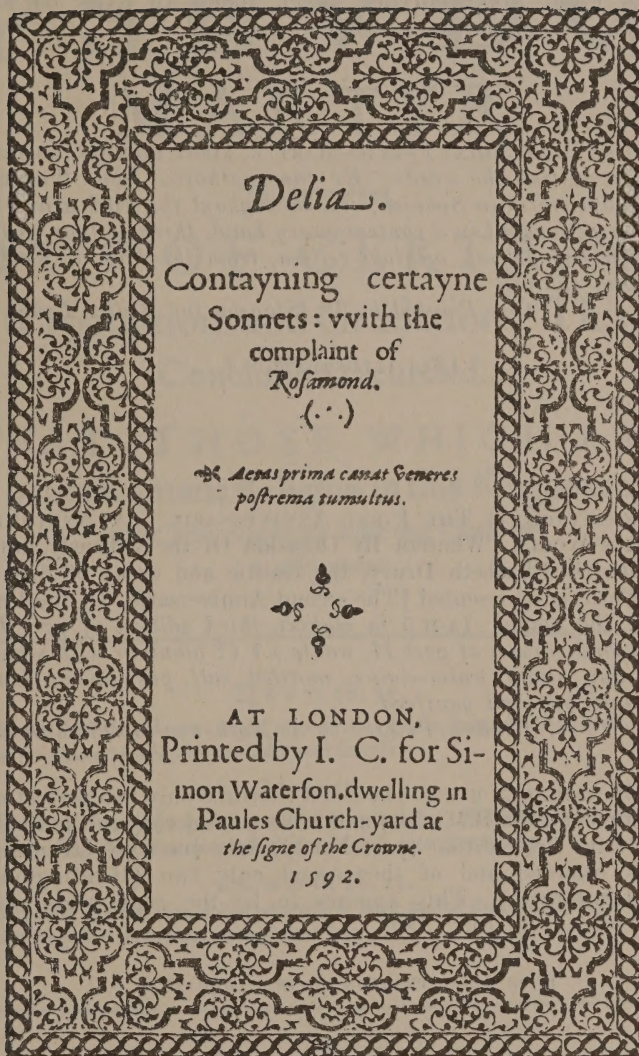 Delia.
Contayning certayne
Sonnets: vvith the
complaint of
Roſamond.
(.·.)
Aetas prima canat Veneres
poſtrema tumultus.
AT LONDON,
Printed by I. C. for Si-
mon Waterſon, dwelling in
Paules Church-yard at
the ſigne of the Crowne.
1592.